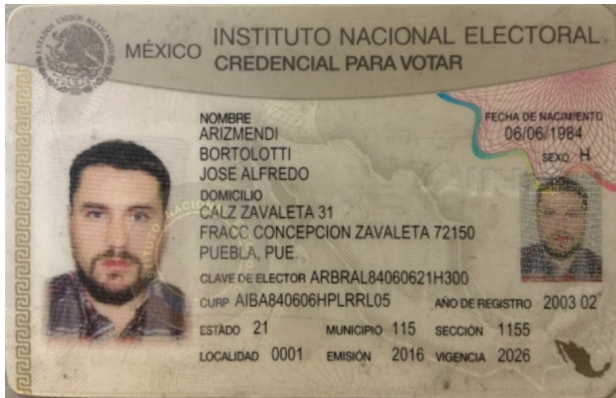 ESTADOS UNIDOS MEXICANOS
MÉXICO INSTITUTO NACIONAL ELECTORAL
CREDENCIAL PARA VOTAR
NOMBRE
ARIZMENDI
BORTOLOTTI
JOSE ALFREDO
FECHA DE NACIMIENTO
06/06/1984
SEXO H
DOMICILIO
CALZ ZAVALETA 31
FRACC CONCEPCION ZAVALETA 72150
PUEBLA, PUE.
CLAVE DE ELECTOR ARBRAL84060621H300
CURP AIBA840606HPLRRL05 AÑO DE REGISTRO 2003 02
ESTADO 21 MUNICIPIO 115 SECCIÓN 1155
LOCALIDAD 0001 EMISIÓN 2016 VIGENCIA 2026
INE